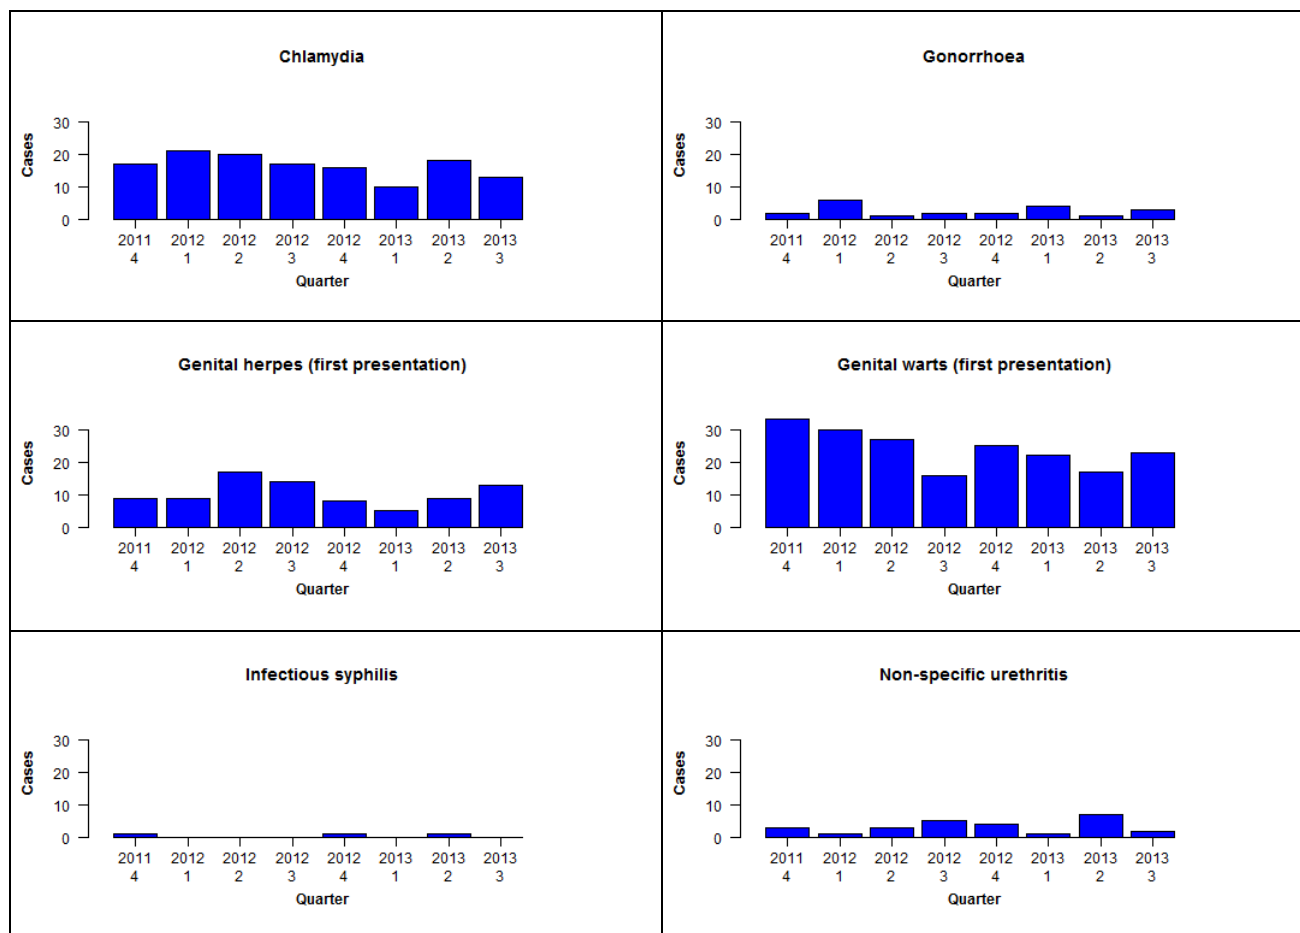 Chlamydia
Cases
30
20
10
0
2011 2012 2012 2012 2012 2013 2013 2013
4 1 2 3 4 1 2 3
Quarter
Gonorrhoea
Cases
30
20
10
0
2011 2012 2012 2012 2012 2013 2013 2013
4 1 2 3 4 1 2 3
Quarter
Genital herpes (first presentation)
Cases
30
20
10
0
2011 2012 2012 2012 2012 2013 2013 2013
4 1 2 3 4 1 2 3
Quarter
Genital warts (first presentation)
Cases
30
20
10
0
2011 2012 2012 2012 2012 2013 2013 2013
4 1 2 3 4 1 2 3
Quarter
Infectious syphilis
Cases
30
20
10
0
2011 2012 2012 2012 2012 2013 2013 2013
4 1 2 3 4 1 2 3
Quarter
Non-specific urethritis
Cases
30
20
10
0
2011 2012 2012 2012 2012 2013 2013 2013
4 1 2 3 4 1 2 3
Quarter